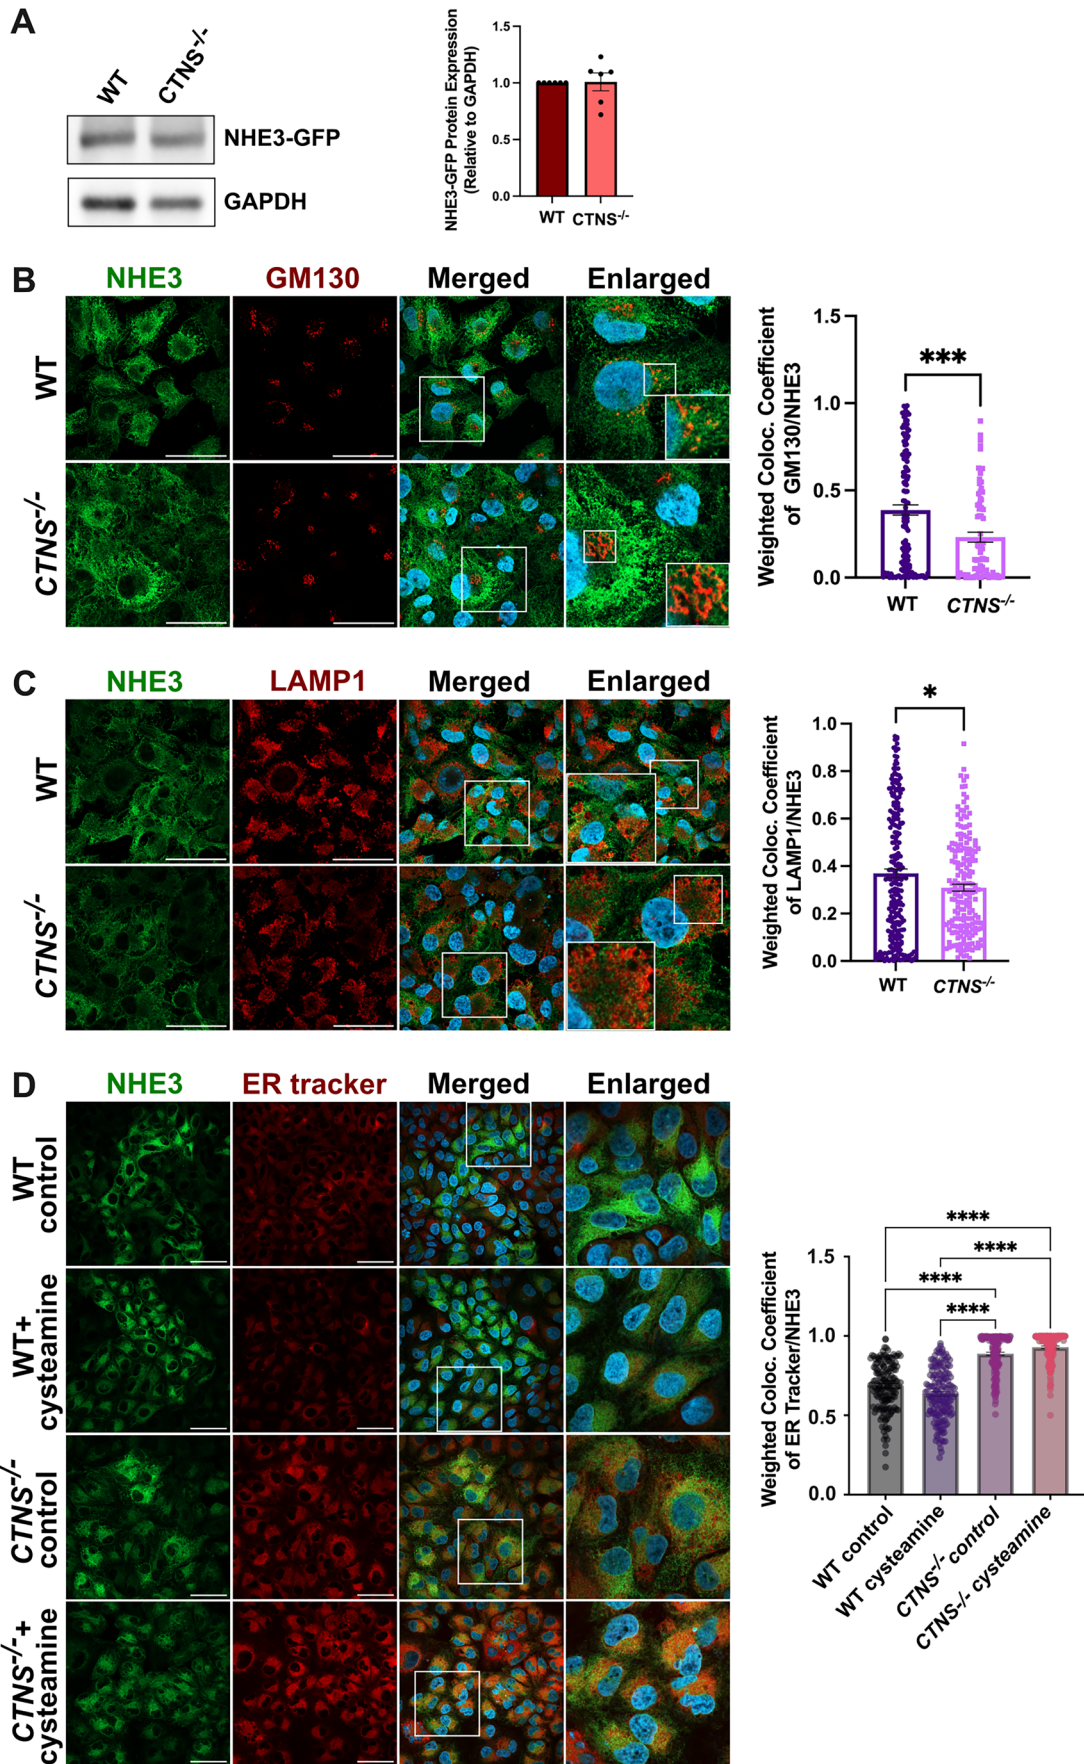 A
WT
CTNS-/-
NHE3-GFP
GAPDH
NHE3-GFP Protein Expression
(Relative to GAPDH)
1.5
1.0
0.5
0.0
WT
CTNS-/-
B
NHE3
GM130
Merged
Enlarged
WT
CTNS-/-
Weighted Coloc. Coefficient
of GM130/NHE3
1.5
1.0
0.5
0.0
***
WT
CTNS-/-
C
NHE3
LAMP1
Merged
Enlarged
WT
CTNS-/-
Weighted Coloc. Coefficient
of LAMP1/NHE3
1.0
0.8
0.6
0.4
0.2
0.0
*
WT
CTNS-/-
D
NHE3
ER tracker
Merged
Enlarged
WT
control
WT+
cysteamine
CTNS-/-
control
CTNS-/-+
cysteamine
Weighted Coloc. Coefficient
of ER Tracker/NHE3
1.5
1.0
0.5
0.0
****
****
****
****
WT control
WT cysteamine
CTNS-/- control
CTNS-/- cysteamine